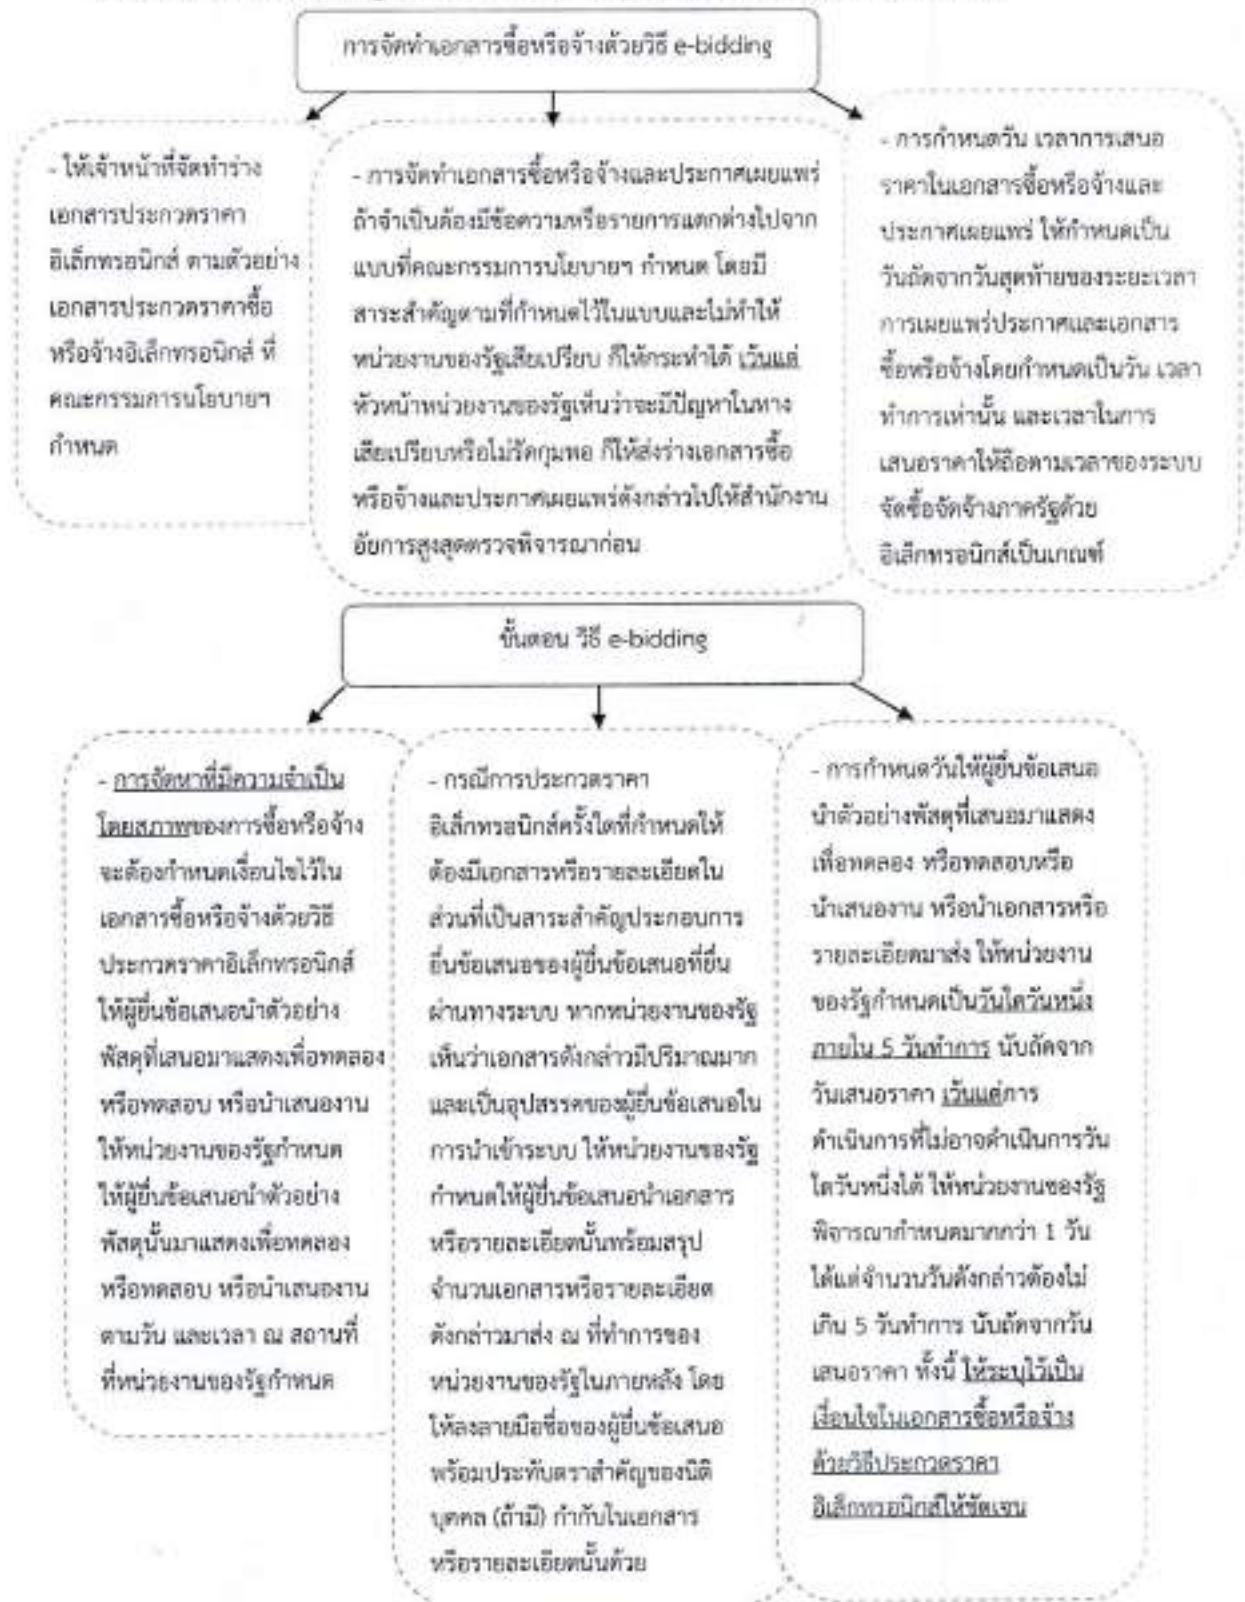 การจัดทำเอกสารซื้อหรือจ้างด้วยวิธี e-bidding
- ให้เจ้าหน้าที่จัดทำร่าง
เอกสารประกวดราคา
อิเล็กทรอนิกส์ ตามตัวอย่าง
เอกสารประกวดราคาซื้อ
หรือจ้างอิเล็กทรอนิกส์ ที่
คณะกรรมการนโยบายฯ
กำหนด
- การจัดทำเอกสารซื้อหรือจ้างและประกาศเผยแพร่
ถ้าจำเป็นต้องมีข้อความหรือรายการแตกต่างไปจาก
แบบที่คณะกรรมการนโยบายฯ กำหนด โดยมี
สาระสำคัญตามที่กำหนดไว้ในแบบและไม่ทำให้
หน่วยงานของรัฐเสียเปรียบ ก็ให้กระทำได้ เว้นแต่
หัวหน้าหน่วยงานของรัฐเห็นว่าจะมีปัญหาในทาง
เสียเปรียบหรือไม่รัดกุมพอ ก็ให้ส่งร่างเอกสารซื้อ
หรือจ้างและประกาศเผยแพร่ดังกล่าวไปให้สำนักงาน
อัยการสูงสุดตรวจพิจารณาก่อน
- การกำหนดวัน เวลาการเสนอ
ราคาในเอกสารซื้อหรือจ้างและ
ประกาศเผยแพร่ ให้กำหนดเป็น
วันถัดจากวันสุดท้ายของระยะเวลา
การเผยแพร่ประกาศและเอกสาร
ซื้อหรือจ้างโดยกำหนดเป็นวัน เวลา
ทำการเท่านั้น และเวลาในการ
เสนอราคาให้ถือตามเวลาของระบบ
จัดซื้อจัดจ้างภาครัฐด้วย
อิเล็กทรอนิกส์เป็นเกณฑ์
ขั้นตอน วิธี e-bidding
- การจัดหาที่มีความจำเป็น
โดยสภาพของการซื้อหรือจ้าง
จะต้องกำหนดเงื่อนไขไว้ใน
เอกสารซื้อหรือจ้างด้วยวิธี
ประกวดราคาอิเล็กทรอนิกส์
ให้ผู้ยื่นข้อเสนอนำตัวอย่าง
พัสดุที่เสนอมาแสดงเพื่อทดลอง
หรือทดสอบ หรือนำเสนองาน
ให้หน่วยงานของรัฐกำหนด
ให้ผู้ยื่นข้อเสนอนำตัวอย่าง
พัสดุนั้นมาแสดงเพื่อทดลอง
หรือทดสอบ หรือนำเสนองาน
ตามวัน และเวลา ณ สถานที่
ที่หน่วยงานของรัฐกำหนด
- กรณีการประกวดราคา
อิเล็กทรอนิกส์ครั้งใดที่กำหนดให้
ต้องมีเอกสารหรือรายละเอียดใน
ส่วนที่เป็นสาระสำคัญประกอบการ
ยื่นข้อเสนอของผู้ยื่นข้อเสนอที่ยื่น
ผ่านทางระบบ หากหน่วยงานของรัฐ
เห็นว่าเอกสารดังกล่าวมีปริมาณมาก
และเป็นอุปสรรคของผู้ยื่นข้อเสนอใน
การนำเข้าระบบ ให้หน่วยงานของรัฐ
กำหนดให้ผู้ยื่นข้อเสนอนำเอกสาร
หรือรายละเอียดนั้นพร้อมสรุป
จำนวนเอกสารหรือรายละเอียด
ดังกล่าวมาส่ง ณ ที่ทำการของ
หน่วยงานของรัฐในภายหลัง โดย
ให้ลงลายมือชื่อของผู้ยื่นข้อเสนอ
พร้อมประทับตราสำคัญของนิติ
บุคคล (ถ้ามี) กำกับในเอกสาร
หรือรายละเอียดนั้นด้วย
- การกำหนดวันให้ผู้ยื่นข้อเสนอ
นำตัวอย่างพัสดุที่เสนอมาแสดง
เพื่อทดลอง หรือทดสอบหรือ
นำเสนองาน หรือนำเอกสารหรือ
รายละเอียดมาส่ง ให้หน่วยงาน
ของรัฐกำหนดเป็นวันใดวันหนึ่ง
ภายใน 5 วันทำการ นับถัดจาก
วันเสนอราคา เว้นแต่การ
ดำเนินการที่ไม่อาจดำเนินการวัน
ใดวันหนึ่งได้ ให้หน่วยงานของรัฐ
พิจารณากำหนดมากกว่า 1 วัน
ได้แต่จำนวนวันดังกล่าวต้องไม่
เกิน 5 วันทำการ นับถัดจากวัน
เสนอราคา ทั้งนี้ ให้ระบุไว้เป็น
เงื่อนไขในเอกสารซื้อหรือจ้าง
ด้วยวิธีประกวดราคา
อิเล็กทรอนิกส์ให้ชัดเจน